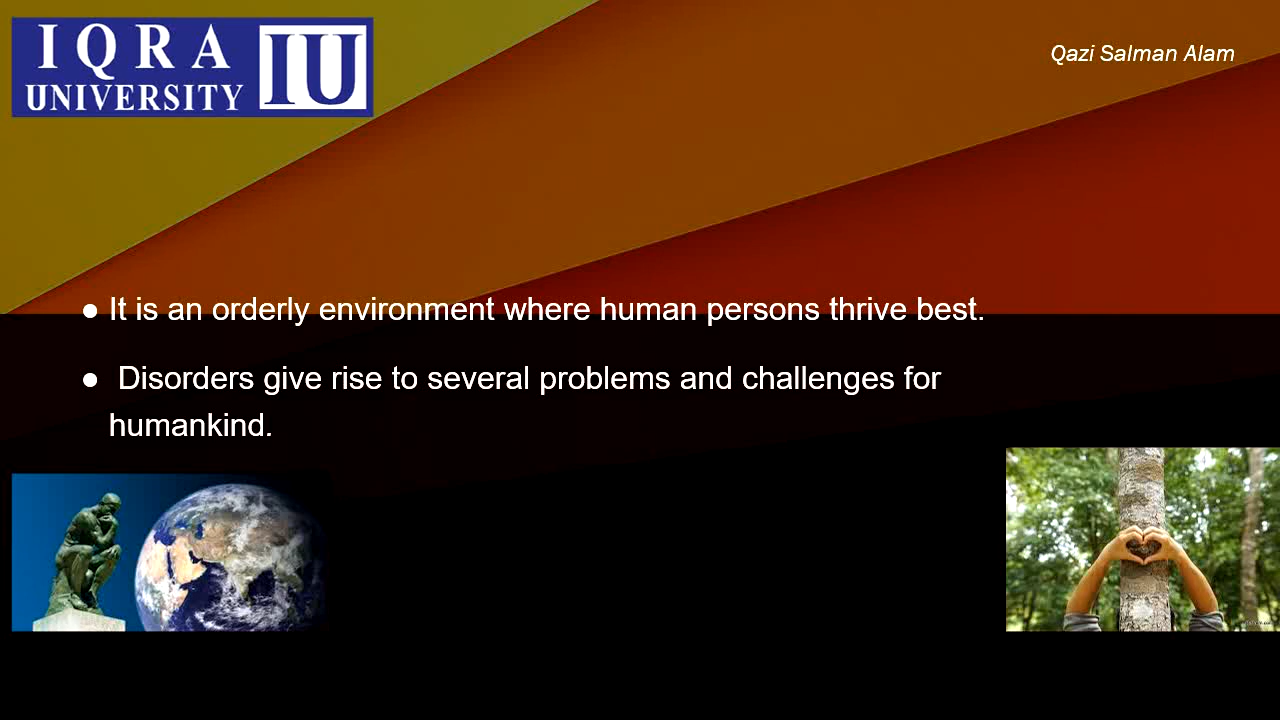 IQRA
UNIVERSITY
IU
Qazi Salman Alam
● It is an orderly environment where human persons thrive best.
● Disorders give rise to several problems and challenges for
humankind.